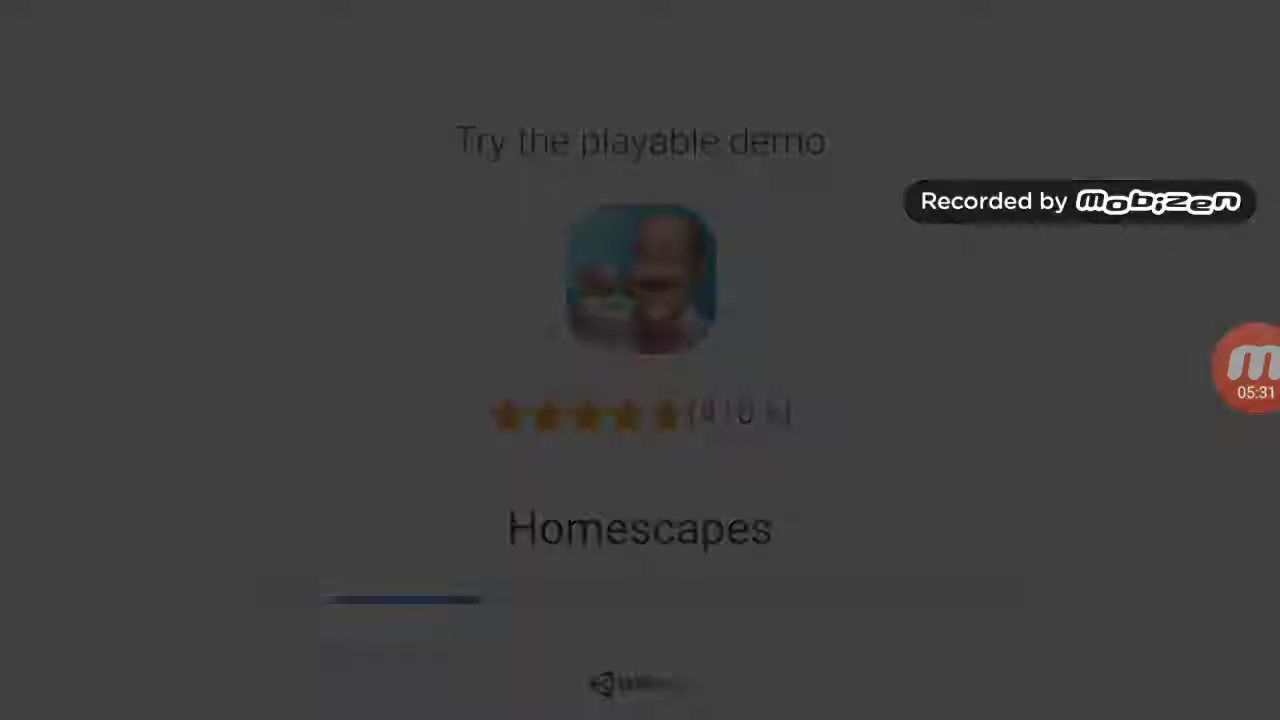 Try the playable demo
Recorded by mobizen
05:31
Homescapes